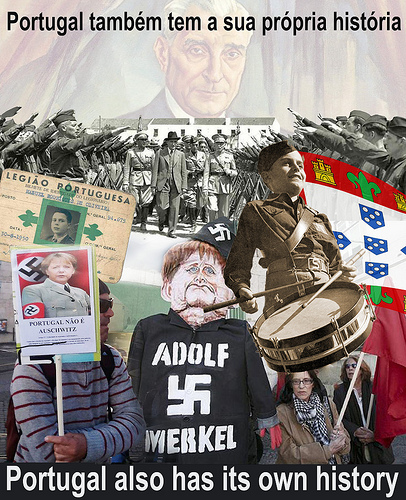 Portugal também tem a sua própria história
LEGIÃO PORTUGUESA
DATA:
PORTUGAL NÃO É
AUSCHWITZ
ADOLF
MERKEL
Portugal also has its own history